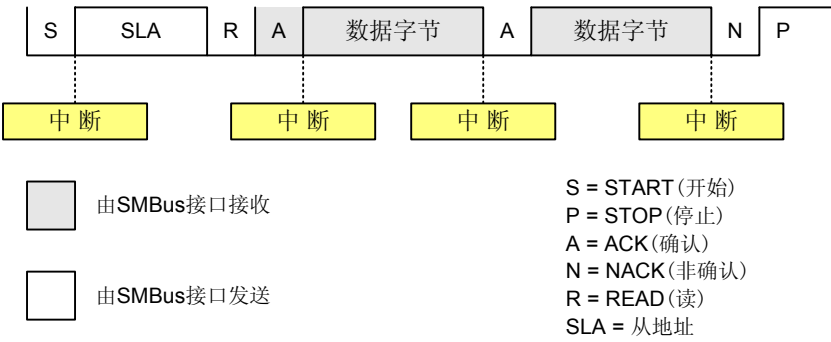 S SLA R A 数据字节 A 数据字节 N P
中 断 中 断 中 断 中 断
由SMBus接口接收
由SMBus接口发送
S = START(开始)
P = STOP(停止)
A = ACK(确认)
N = NACK(非确认)
R = READ(读)
SLA = 从地址